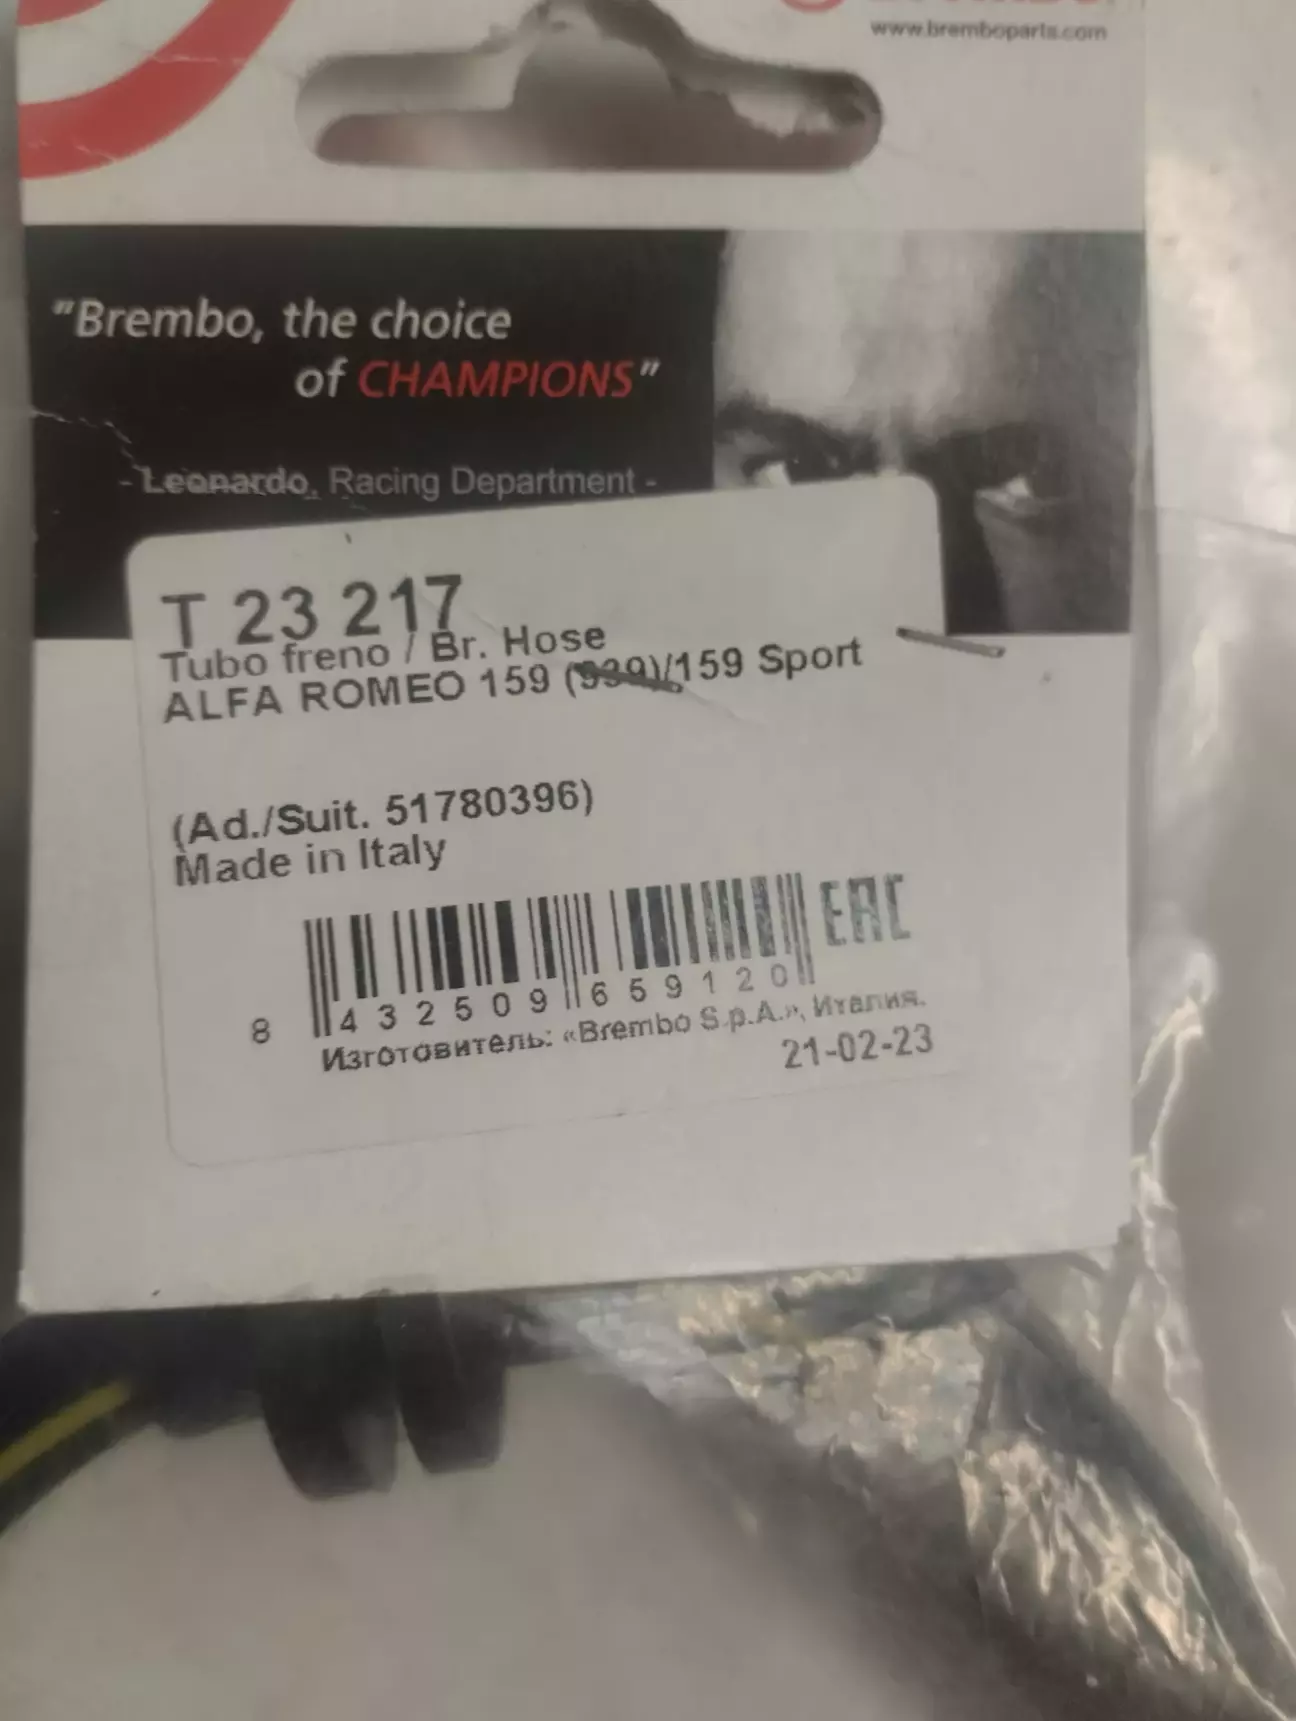 www.bremboparts.com
"Brembo, the choice
of CHAMPIONS"
- Leonardo, Racing Department -
T 23 217
Tubo freno / Br. Hose
ALFA ROMEO 159 (939)/159 Sport
(Ad./Suit. 51780396)
Made in Italy
EAC
8 432509 659120
Изготовитель: «Brembo S.p.A.», Италия.
21-02-23